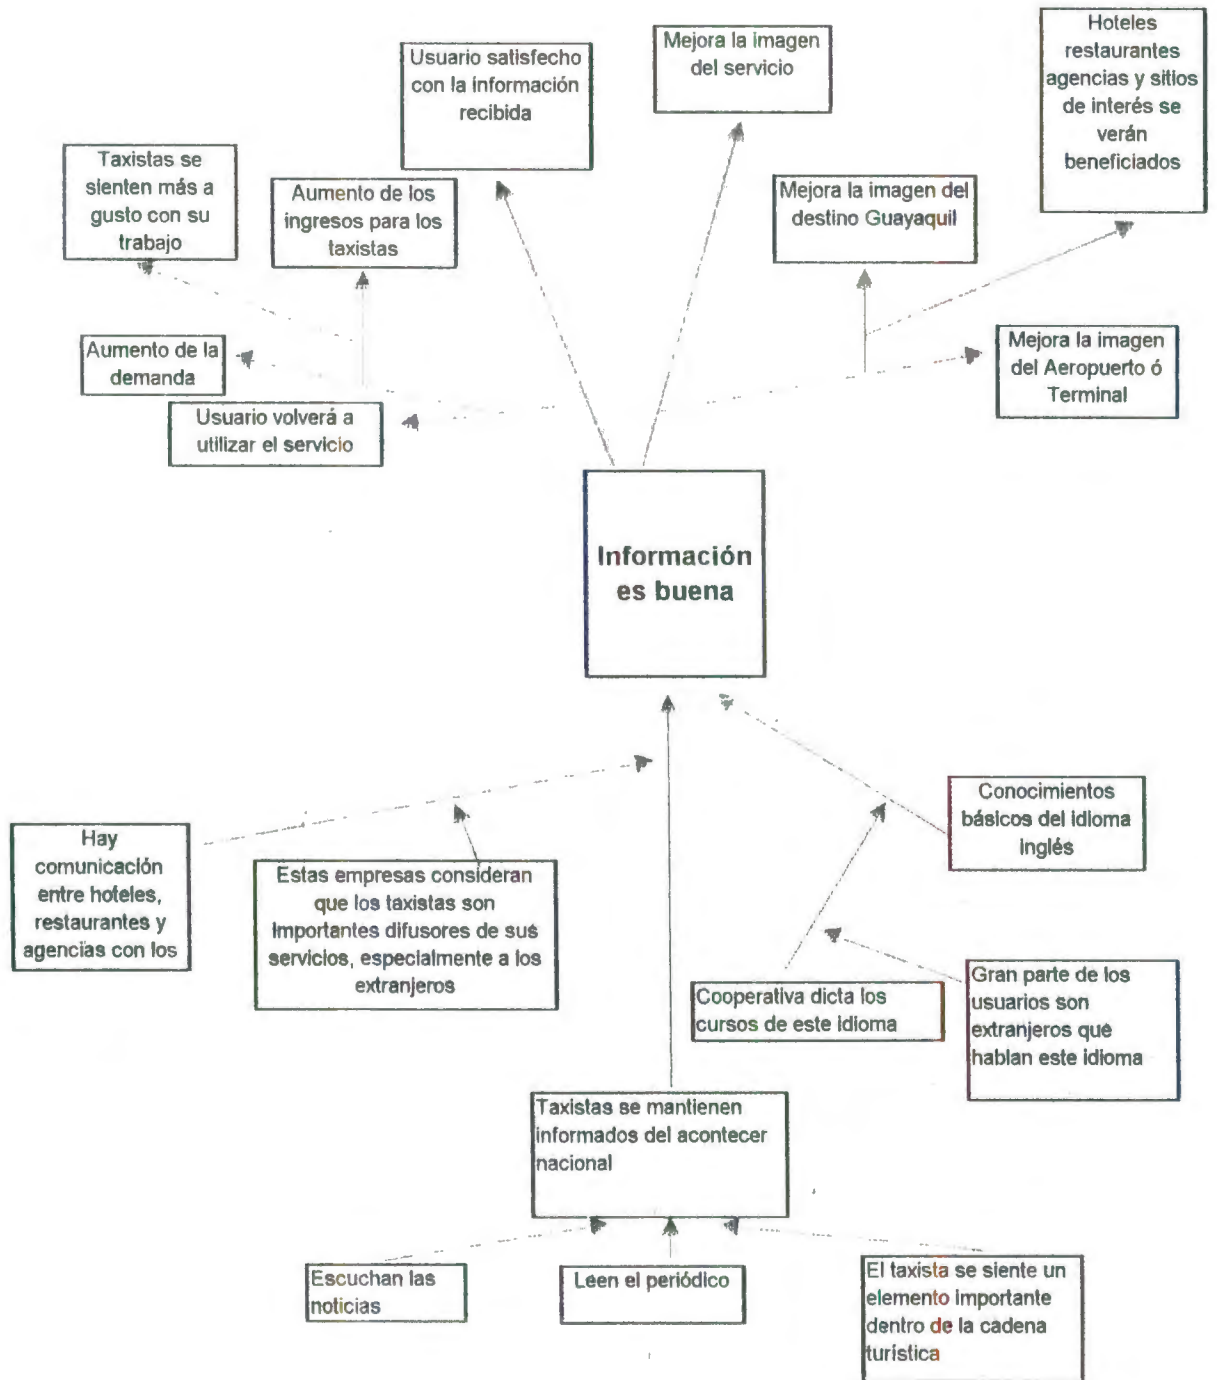 Hoteles
restaurantes
agencias y sitios
de interés se
verán
beneficiados
Mejora la imagen
del servicio
Usuario satisfecho
con la información
recibida
Taxistas se
sienten más a
gusto con su
trabajo
Aumento de los
ingresos para los
taxistas
Mejora la imagen del
destino Guayaquil
Aumento de la
demanda
Mejora la imagen
del Aeropuerto ó
Terminal
Usuario volverá a
utilizar el servicio
Información
es buena
Conocimientos
básicos del idioma
inglés
Hay
comunicación
entre hoteles,
restaurantes y
agencias con los
Estas empresas consideran
que los taxistas son
importantes difusores de sus
servicios, especialmente a los
extranjeros
Cooperativa dicta los
cursos de este idioma
Gran parte de los
usuarios son
extranjeros que
hablan este idioma
Taxistas se mantienen
informados del acontecer
nacional
Escuchan las
noticias
Leen el periódico
El taxista se siente un
elemento importante
dentro de la cadena
turística